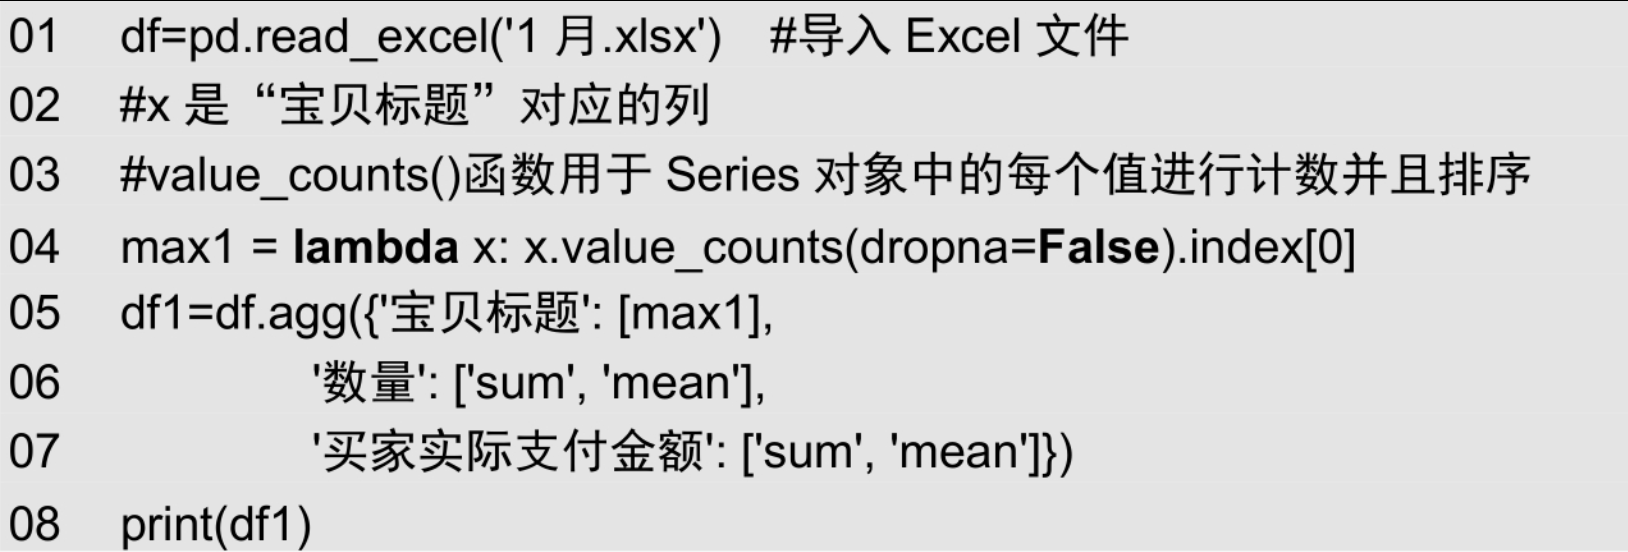 01 df=pd.read_excel('1 月.xlsx') #导入 Excel 文件
02 #x 是“宝贝标题”对应的列
03 #value_counts()函数用于 Series 对象中的每个值进行计数并且排序
04 max1 = lambda x: x.value_counts(dropna=False).index[0]
05 df1=df.agg({'宝贝标题': [max1],
06 '数量': ['sum', 'mean'],
07 '买家实际支付金额': ['sum', 'mean']})
08 print(df1)